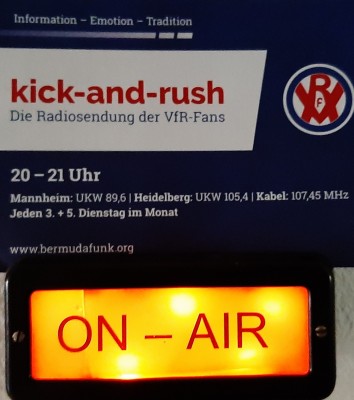 Information – Emotion – Tradition
kick-and-rush
Die Radiosendung der VfR-Fans
VfR M
20 – 21 Uhr
Mannheim: UKW 89,6 | Heidelberg: UKW 105,4 | Kabel: 107,45 MHz
Jeden 3. + 5. Dienstag im Monat
www.bermudafunk.org
ON – AIR